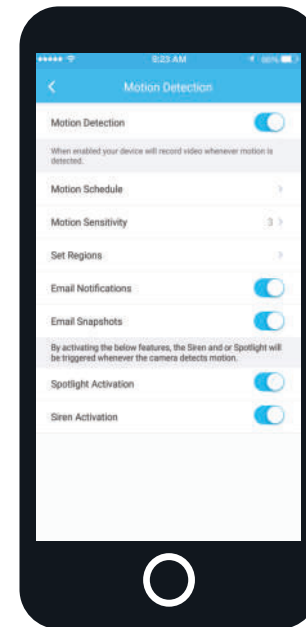 9:23 AM
Motion Detection
Motion Detection
When enabled your device will record video whenever motion is
detected.
Motion Schedule
Motion Sensitivity 3
Set Regions
Email Notifications
Email Snapshots
By activating the below features, the Siren and or Spotlight will
be triggered whenever the camera detects motion.
Spotlight Activation
Siren Activation